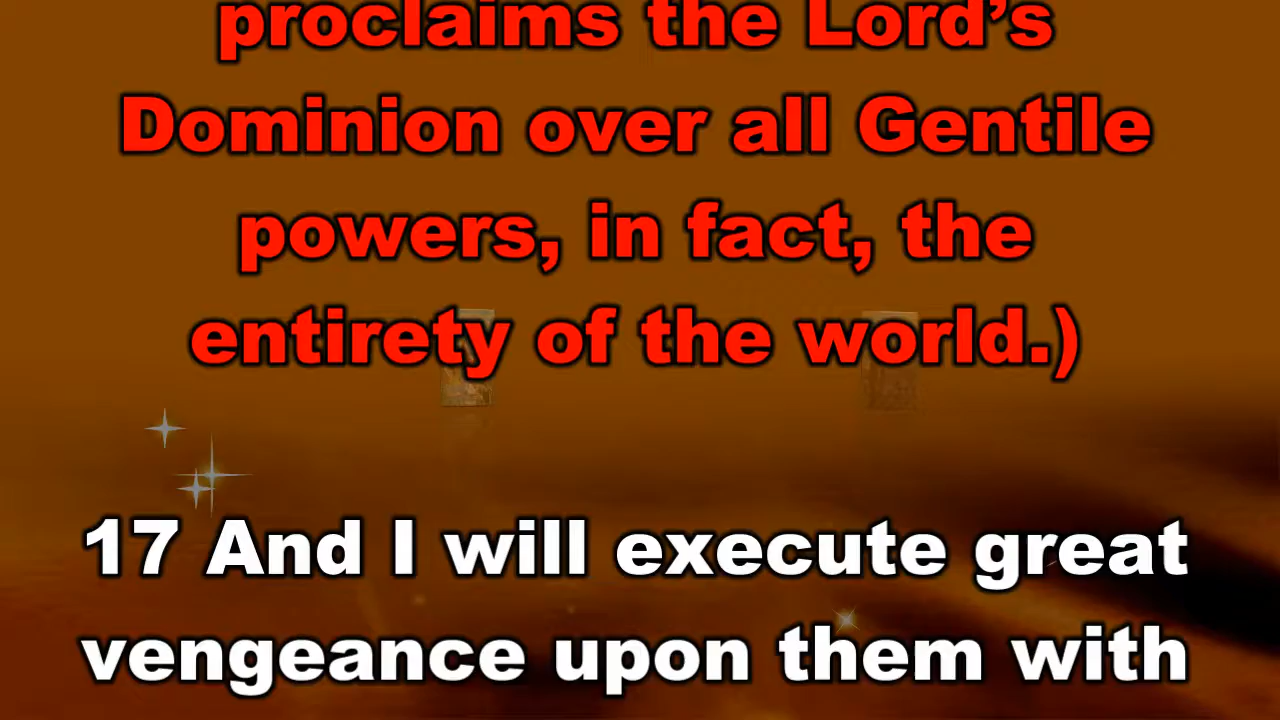 proclaims the Lord’s
Dominion over all Gentile
powers, in fact, the
entirety of the world.)
17 And I will execute great
vengeance upon them with